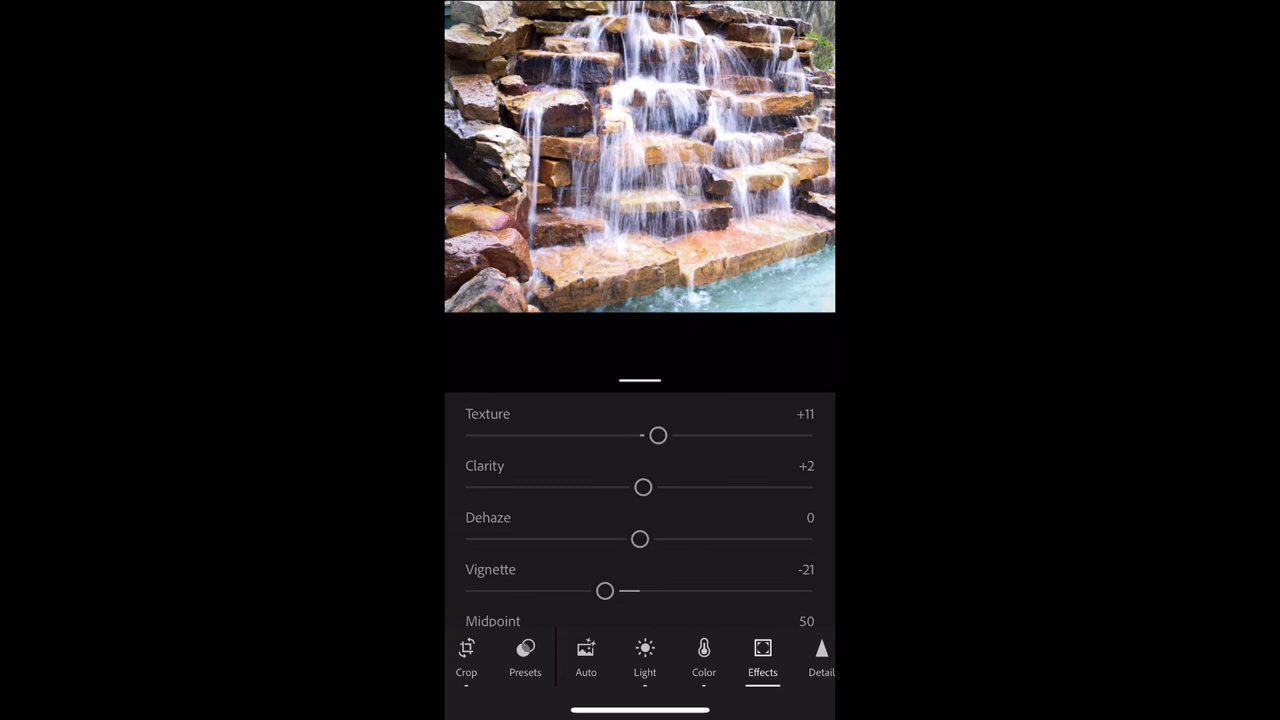 Texture +11
Clarity +2
Dehaze 0
Vignette -21
Midpoint 50
Crop Presets Auto Light Color Effects Detail